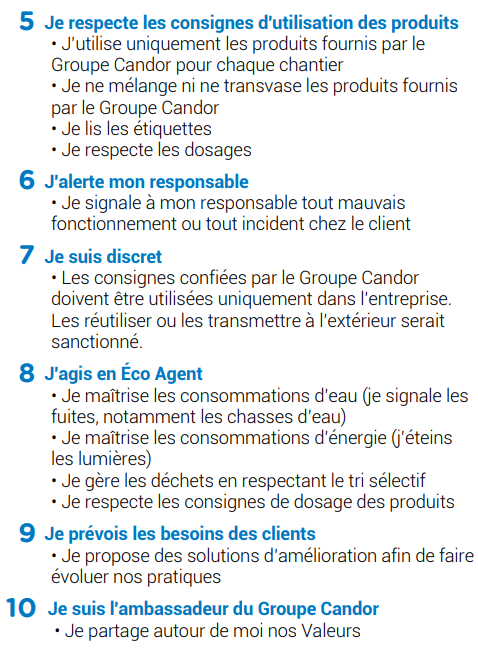 5 Je respecte les consignes d'utilisation des produits
• J'utilise uniquement les produits fournis par le
Groupe Candor pour chaque chantier
• Je ne mélange ni ne transvase les produits fournis
par le Groupe Candor
• Je lis les étiquettes
• Je respecte les dosages
6 J'alerte mon responsable
• Je signale à mon responsable tout mauvais
fonctionnement ou tout incident chez le client
7 Je suis discret
• Les consignes confiées par le Groupe Candor
doivent être utilisées uniquement dans l'entreprise.
Les réutiliser ou les transmettre à l'extérieur serait
sanctionné.
8 J'agis en Éco Agent
• Je maîtrise les consommations d'eau (je signale les
fuites, notamment les chasses d'eau)
• Je maîtrise les consommations d'énergie (j'éteins
les lumières)
• Je gère les déchets en respectant le tri sélectif
• Je respecte les consignes de dosage des produits
9 Je prévois les besoins des clients
• Je propose des solutions d'amélioration afin de faire
évoluer nos pratiques
10 Je suis l'ambassadeur du Groupe Candor
• Je partage autour de moi nos Valeurs